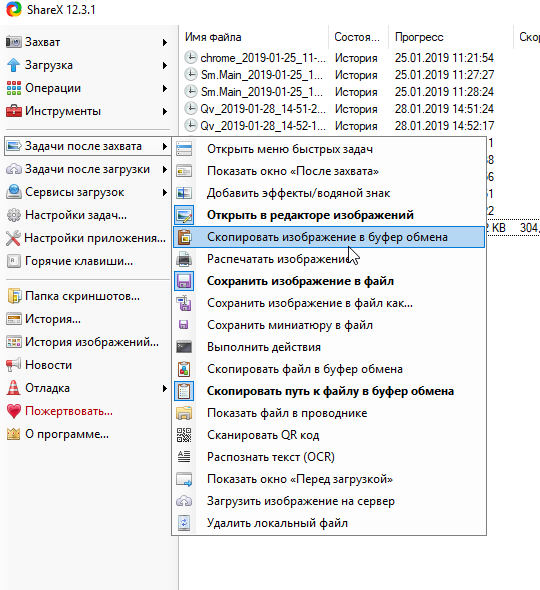 ShareX 12.3.1
Захват
Загрузка
Операции
Инструменты
Задачи после захвата
Задачи после загрузки
Сервисы загрузок
Настройки задач...
Настройки приложения...
Горячие клавиши...
Папка скриншотов...
История...
История изображений...
Новости
Отладка
Пожертвовать...
О программе...
Имя файла Состоя... Прогресс Ско
chrome_2019-01-25_11-... История 25.01.2019 11:21:54
Sm.Main_2019-01-25_1... История 25.01.2019 11:27:27
Sm.Main_2019-01-25_1... История 25.01.2019 11:28:24
Qv_2019-01-28_14-51-2... История 28.01.2019 14:51:24
Qv_2019-01-28_14-52-1... История 28.01.2019 14:52:17
KB 304,
Открыть меню быстрых задач
Показать окно «После захвата»
Добавить эффекты/водяной знак
Открыть в редакторе изображений
Скопировать изображение в буфер обмена
Распечатать изображение
Сохранить изображение в файл
Сохранить изображение в файл как...
Сохранить миниатюру в файл
Выполнить действия
Скопировать файл в буфер обмена
Скопировать путь к файлу в буфер обмена
Показать файл в проводнике
Сканировать QR код
Распознать текст (OCR)
Показать окно «Перед загрузкой»
Загрузить изображение на сервер
Удалить локальный файл